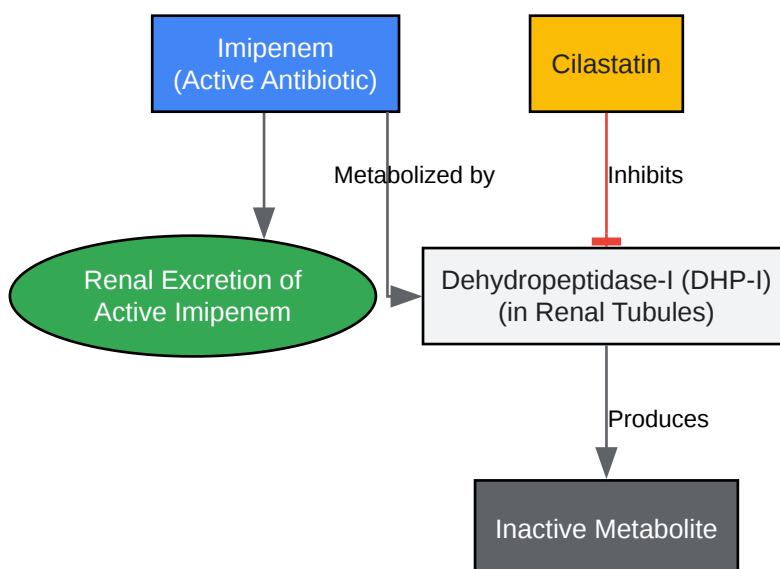 Imipenem
(Active Antibiotic)
Cilastatin
Metabolized by
Inhibits
Renal Excretion of
Active Imipenem
Dehydropeptidase-I (DHP-I)
(in Renal Tubules)
Produces
Inactive Metabolite